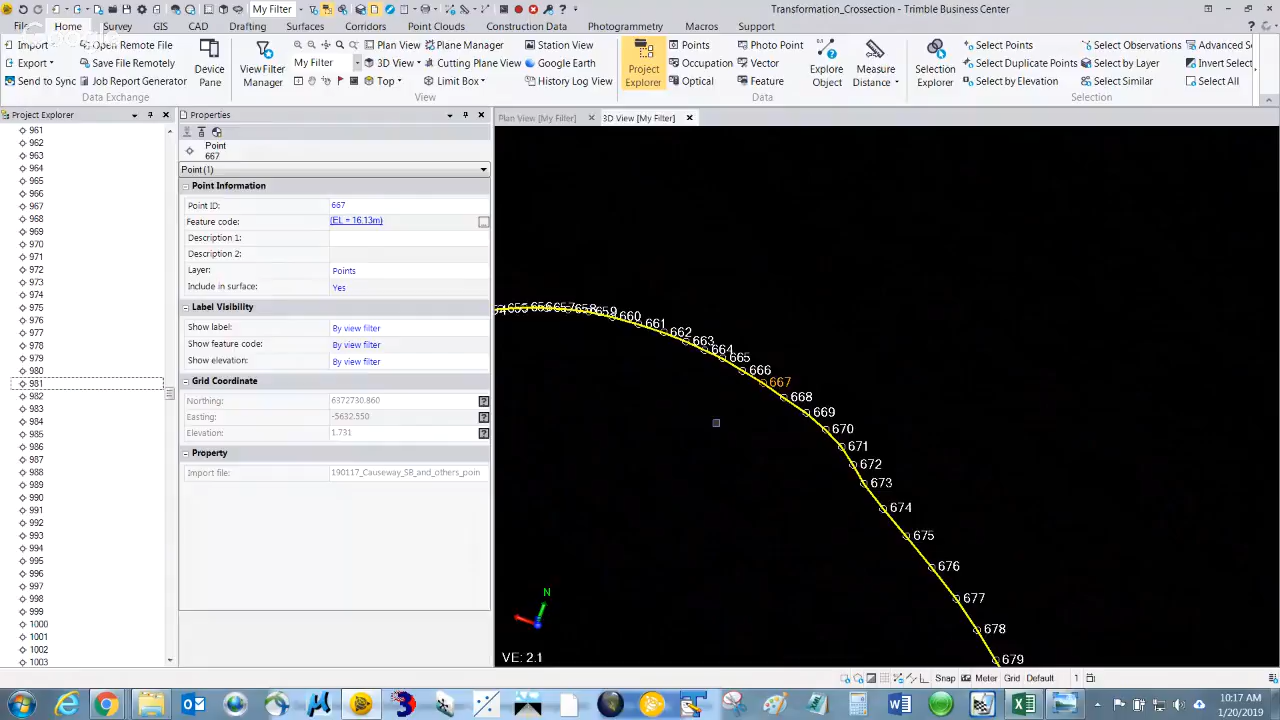 My Filter
Transformation_Crossection - Trimble Business Center
Home
Survey
GIS
CAD
Surfaces
Corridors
Drafting
Point Clouds
Construction Data
Photogrammetry
Macros
Support
Import
Open Remote File
Export
Save File Remotely
Send to Sync
Job Report Generator
Data Exchange
Device
Pane
View Filter
Manager
My Filter
Top
Plan View
3D View
Plane Manager
Cutting Plane View
Limit Box
Station View
Google Earth
History Log View
View
Project
Explorer
Points
Occupation
Optical
Photo Point
Vector
Feature
Data
Explore
Object
Measure
Distance
Selection
Explorer
Select Points
Select Duplicate Points
Select by Elevation
Select Observations
Select by Layer
Select Similar
Advanced S
Invert Select
Select All
Selection
Project Explorer
961
962
963
964
965
966
967
968
969
970
971
972
973
974
975
976
977
978
979
980
981
982
983
984
985
986
987
988
989
990
991
992
993
994
995
996
997
998
999
1000
1001
1002
1003
Properties
Point
667
Point(1)
Point Information
Point ID: 667
Feature code: (EL = 16.13m)
Description 1:
Description 2:
Layer: Points
Include in surface: Yes
Label Visibility
Show label: By view filter
Show feature code: By view filter
Show elevation: By view filter
Grid Coordinate
Northing: 6372730.860
Easting: -5632.550
Elevation: 1.731
Property
Import file: 190117_Causeway_SB_and_others_poin
Plan View [My Filter]
3D View [My Filter]
655
656
657
658
659
660
661
662
663
664
665
666
667
668
669
670
671
672
673
674
675
676
677
678
679
N
VE: 2.1
Snap
Meter
Grid
Default
1
10:17 AM
1/20/2019